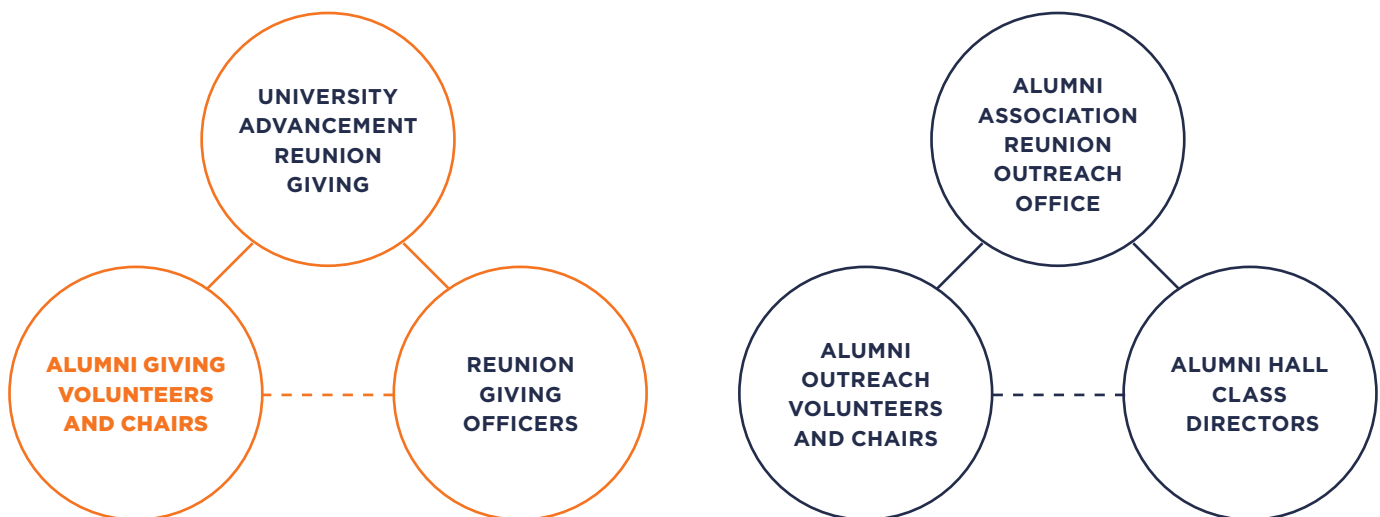 UNIVERSITY
ADVANCEMENT
REUNION
GIVING
ALUMNI GIVING
VOLUNTEERS
AND CHAIRS
REUNION
GIVING
OFFICERS
ALUMNI
ASSOCIATION
REUNION
OUTREACH
OFFICE
ALUMNI
OUTREACH
VOLUNTEERS
AND CHAIRS
ALUMNI HALL
CLASS
DIRECTORS